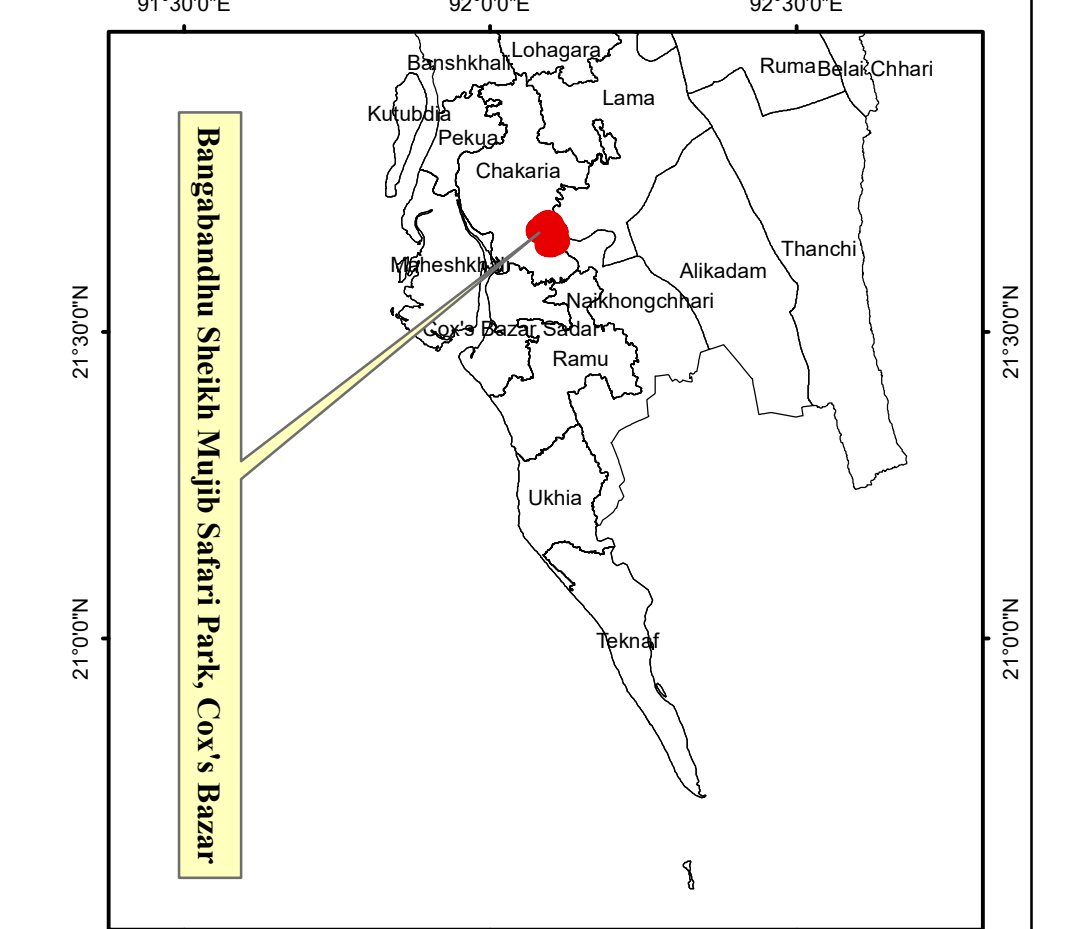 91°30'0"E
92°0'0"E
92°30'0"E
Lohagara
Banshkhali
Ruma
Belai Chhari
Lama
Kutubdia
Pekua
Chakaria
Thanchi
Maheshkhali
Alikadam
Naikhongchhari
Cox's Bazar Sadar
Ramu
Ukhia
Teknaf
21°30'0"N
21°30'0"N
21°0'0"N
21°0'0"N
Bangabandhu Sheikh Mujib Safari Park, Cox's Bazar